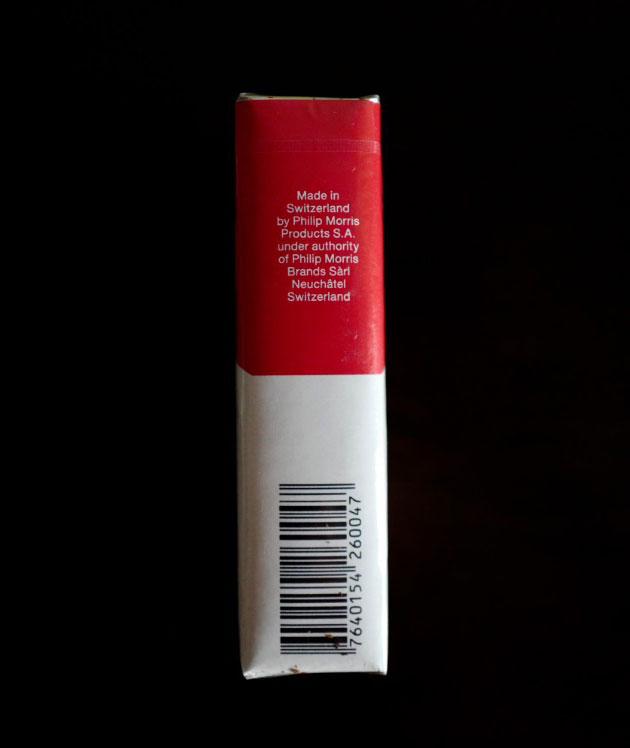 Made in
Switzerland
by Philip Morris
Products S.A.
under authority
of Philip Morris
Brands Sàrl
Neuchâtel
Switzerland
7640154 260047